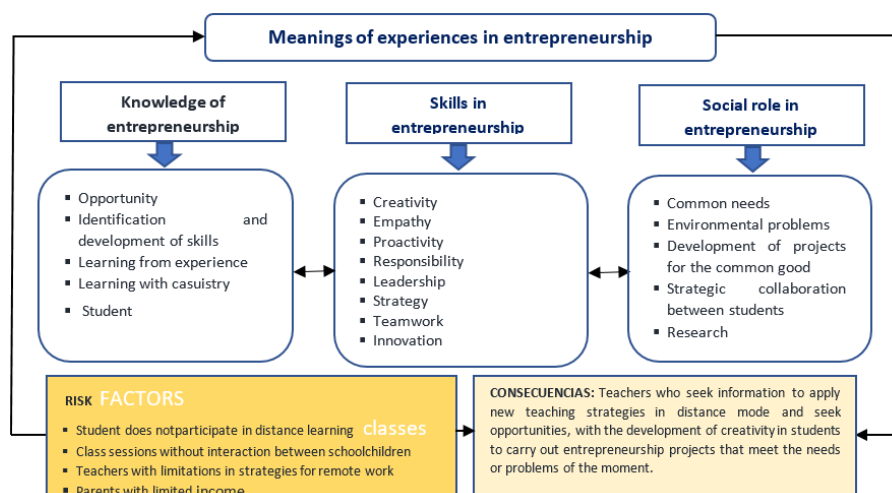 Meanings of experiences in entrepreneurship
Knowledge of
entrepreneurship
Skills in
entrepreneurship
Social role in
entrepreneurship
▪ Opportunity
▪ Identification and
development of skills
▪ Learning from experience
▪ Learning with casuistry
▪ Student
▪ Creativity
▪ Empathy
▪ Proactivity
▪ Responsibility
▪ Leadership
▪ Strategy
▪ Teamwork
▪ Innovation
▪ Common needs
▪ Environmental problems
▪ Development of projects
for the common good
▪ Strategic collaboration
between students
▪ Research
RISK FACTORS
▪ Student does notparticipate in distance learning classes
▪ Class sessions without interaction between schoolchildren
▪ Teachers with limitations in strategies for remote work
▪ Parents with limited income
CONSECUENCIAS: Teachers who seek information to apply
new teaching strategies in distance mode and seek
opportunities, with the development of creativity in students
to carry out entrepreneurship projects that meet the needs
or problems of the moment.